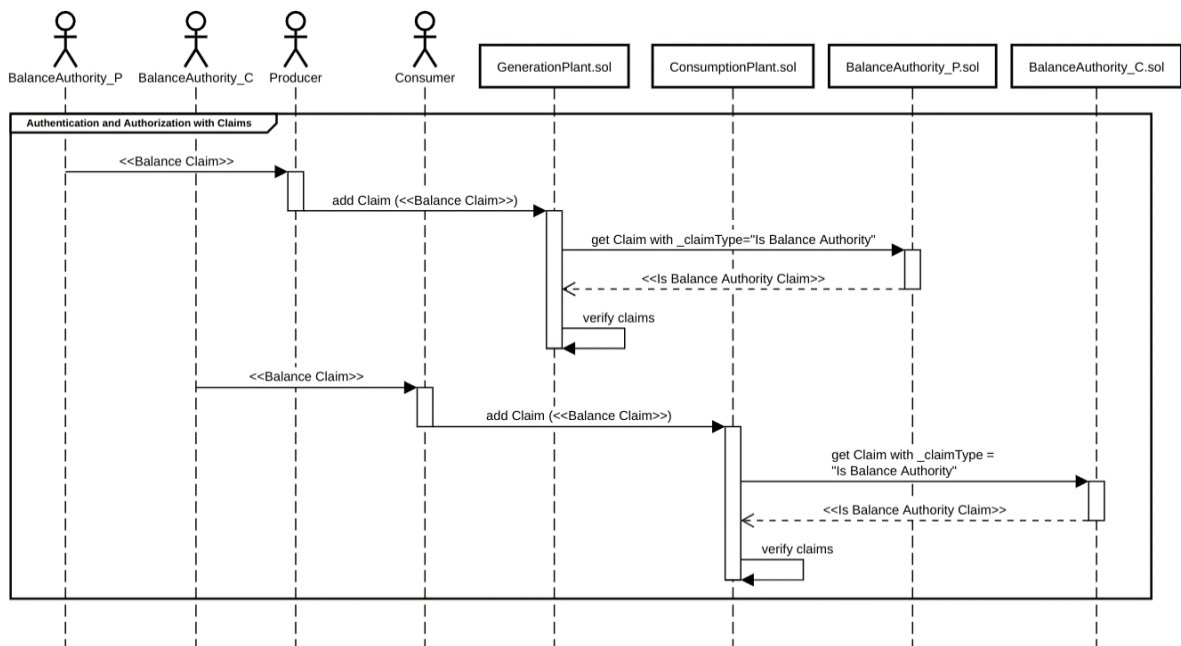 BalanceAuthority_P
BalanceAuthority_C
Producer
Consumer
GenerationPlant.sol
ConsumptionPlant.sol
BalanceAuthority_P.sol
BalanceAuthority_C.sol
Authentication and Authorization with Claims
<<Balance Claim>>
add Claim (<<Balance Claim>>)
get Claim with _claimType="Is Balance Authority"
<<Is Balance Authority Claim>>
verify claims
<<Balance Claim>>
add Claim (<<Balance Claim>>)
get Claim with _claimType =
"Is Balance Authority"
<<Is Balance Authority Claim>>
verify claims